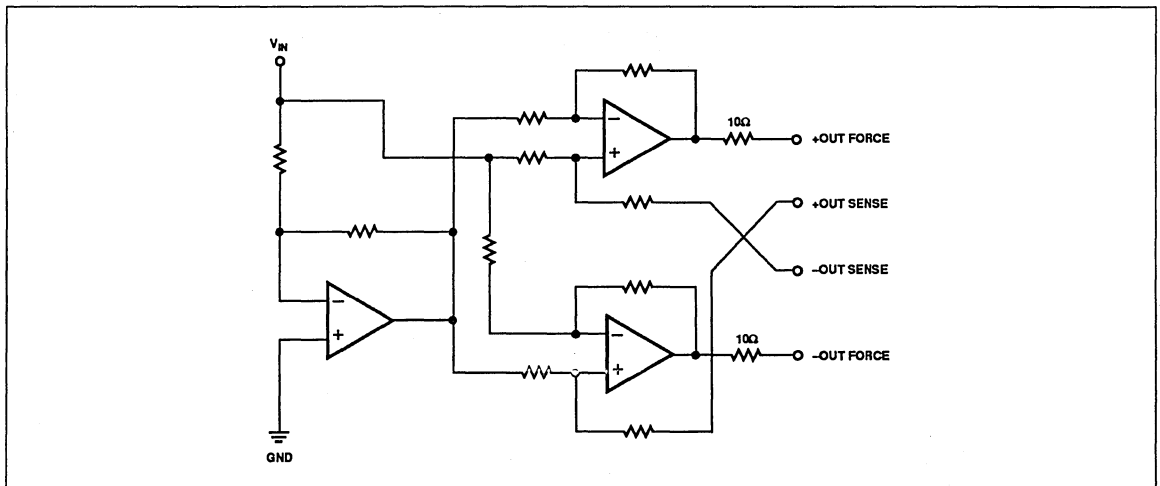 VIN
10Ω
+OUT FORCE
+OUT SENSE
−OUT SENSE
10Ω
−OUT FORCE
−
+
−
+
−
+
GND